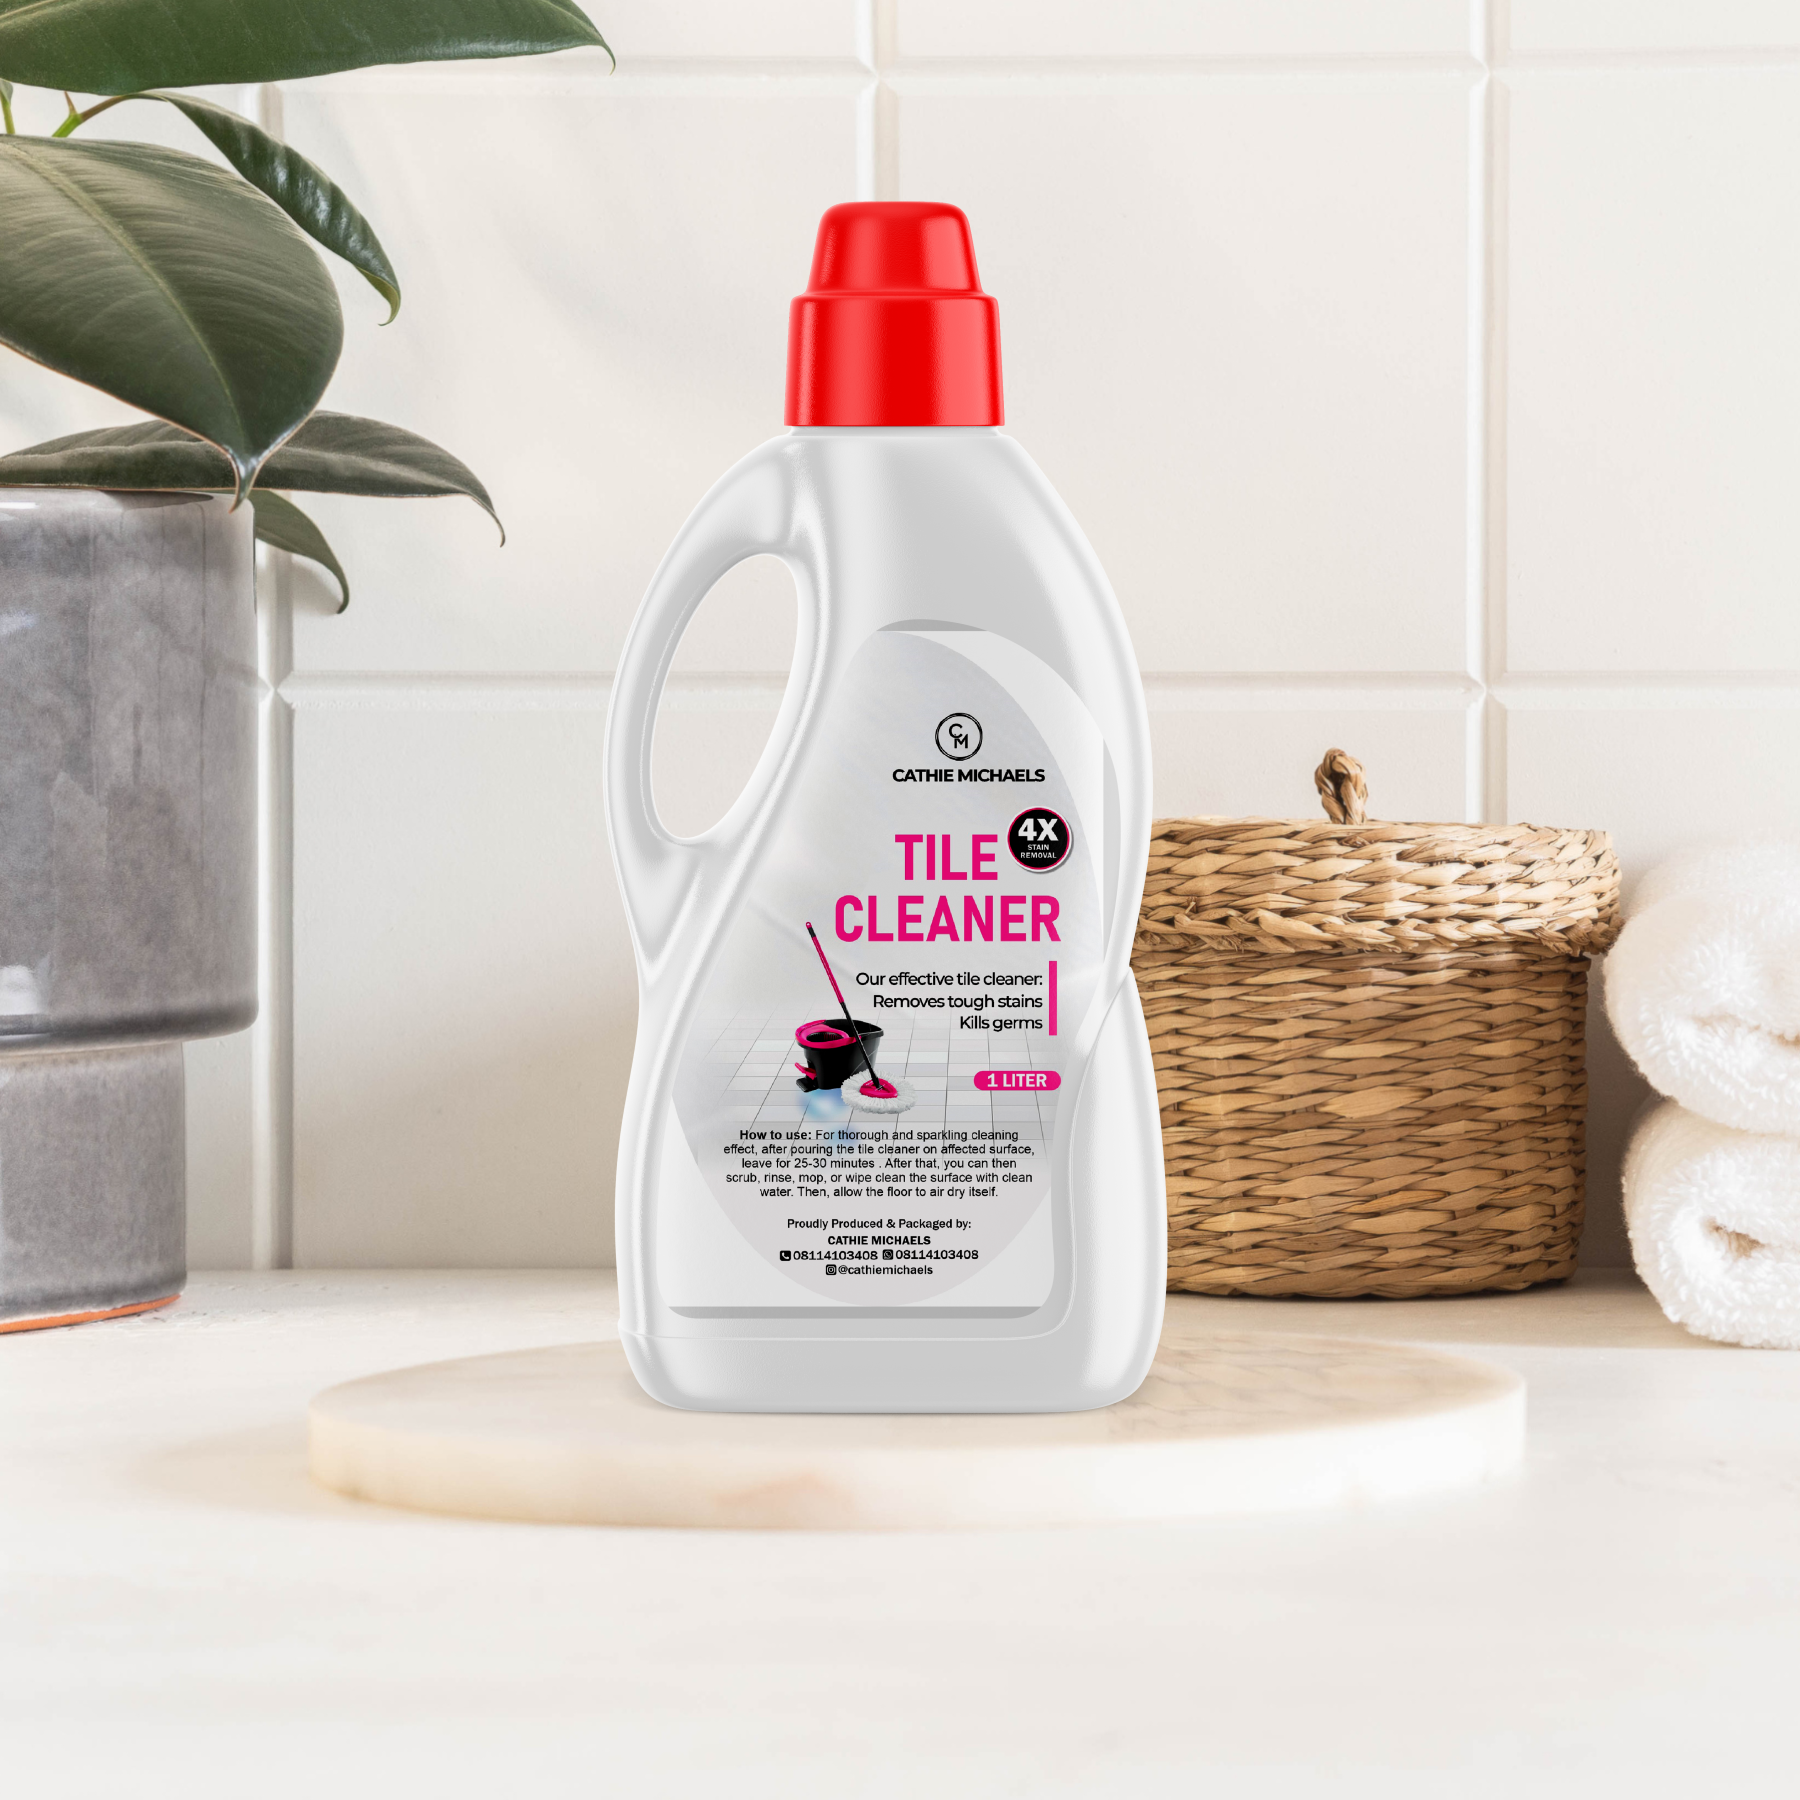 CM
CATHIE MICHAELS
4X
STAIN
REMOVAL
TILE
CLEANER
Our effective tile cleaner:
Removes tough stains
Kills germs
1 LITER
How to use: For thorough and sparkling cleaning
effect, after pouring the tile cleaner on affected surface,
leave for 25-30 minutes . After that, you can then
scrub, rinse, mop, or wipe clean the surface with clean
water. Then, allow the floor to air dry itself.
Proudly Produced & Packaged by:
CATHIE MICHAELS
08114103408 08114103408
@cathiemichaels